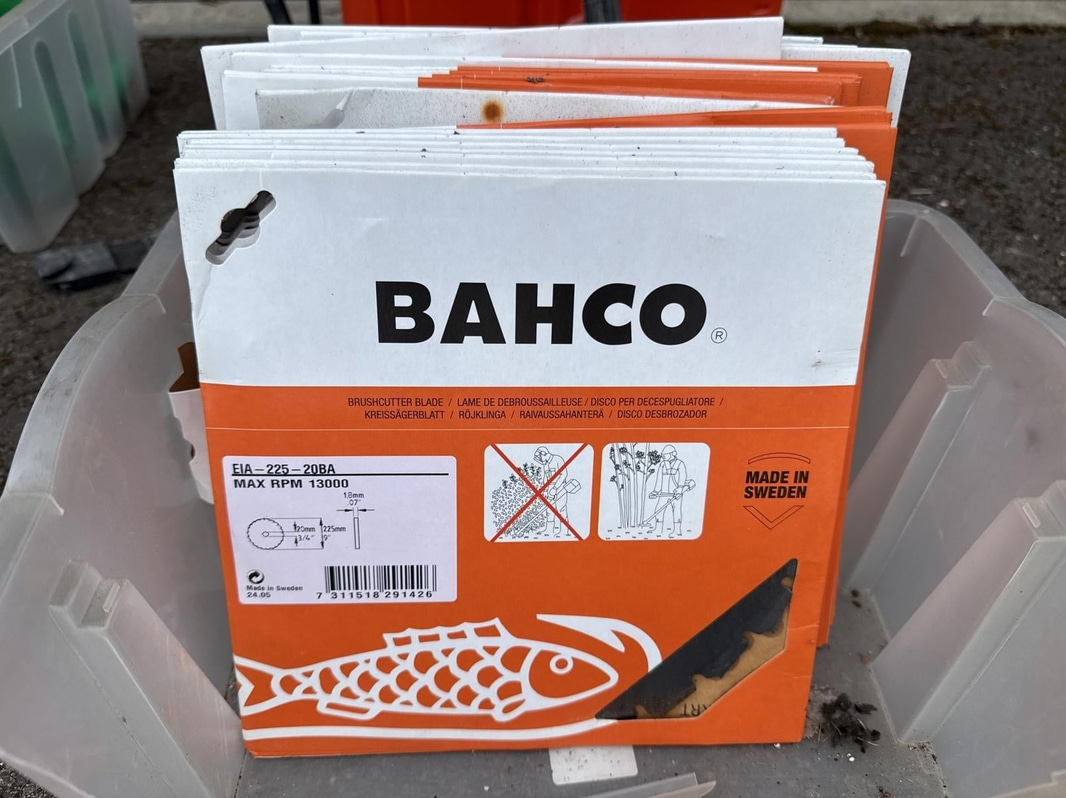 BAHCO ®
BRUSHCUTTER BLADE / LAME DE DEBROUSSAILLEUSE / DISCO PER DECESPUGLIATORE /
KREISSÄGERBLATT / RÖJKLINGA / RAIVAUSSAHANTERÄ / DISCO DESBROZADOR
EIA-225-20BA
MAX RPM 13000
1.8mm
.07"
20mm
3/4"
225mm
9"
Made in Sweden
24.05
7 311518 291426
MADE IN
SWEDEN
ART